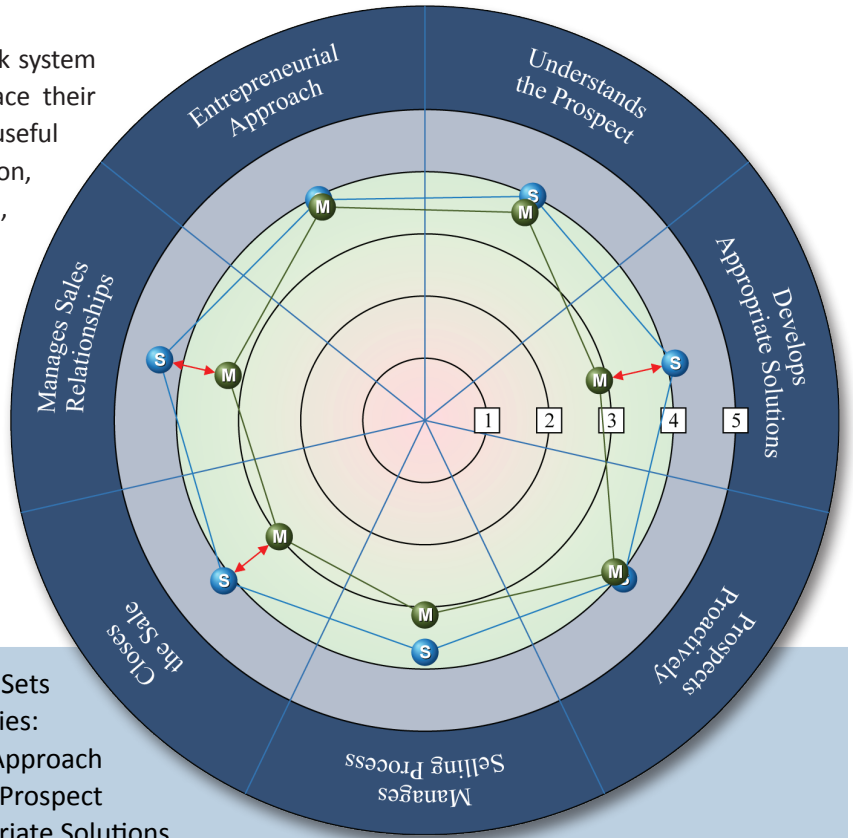 k system
ace their
useful
on,
,
Entrepreneurial
Approach
Understands
the Prospect
Develops
Appropriate Solutions
Prospects
Proactively
Manages
Selling Process
Closes
the Sale
Manages Sales
Relationships
S
M
S
M
S
M
M
S
M
S
M
S
M
1
2
3
4
5
Sets
ies:
Approach
Prospect
riate Solutions